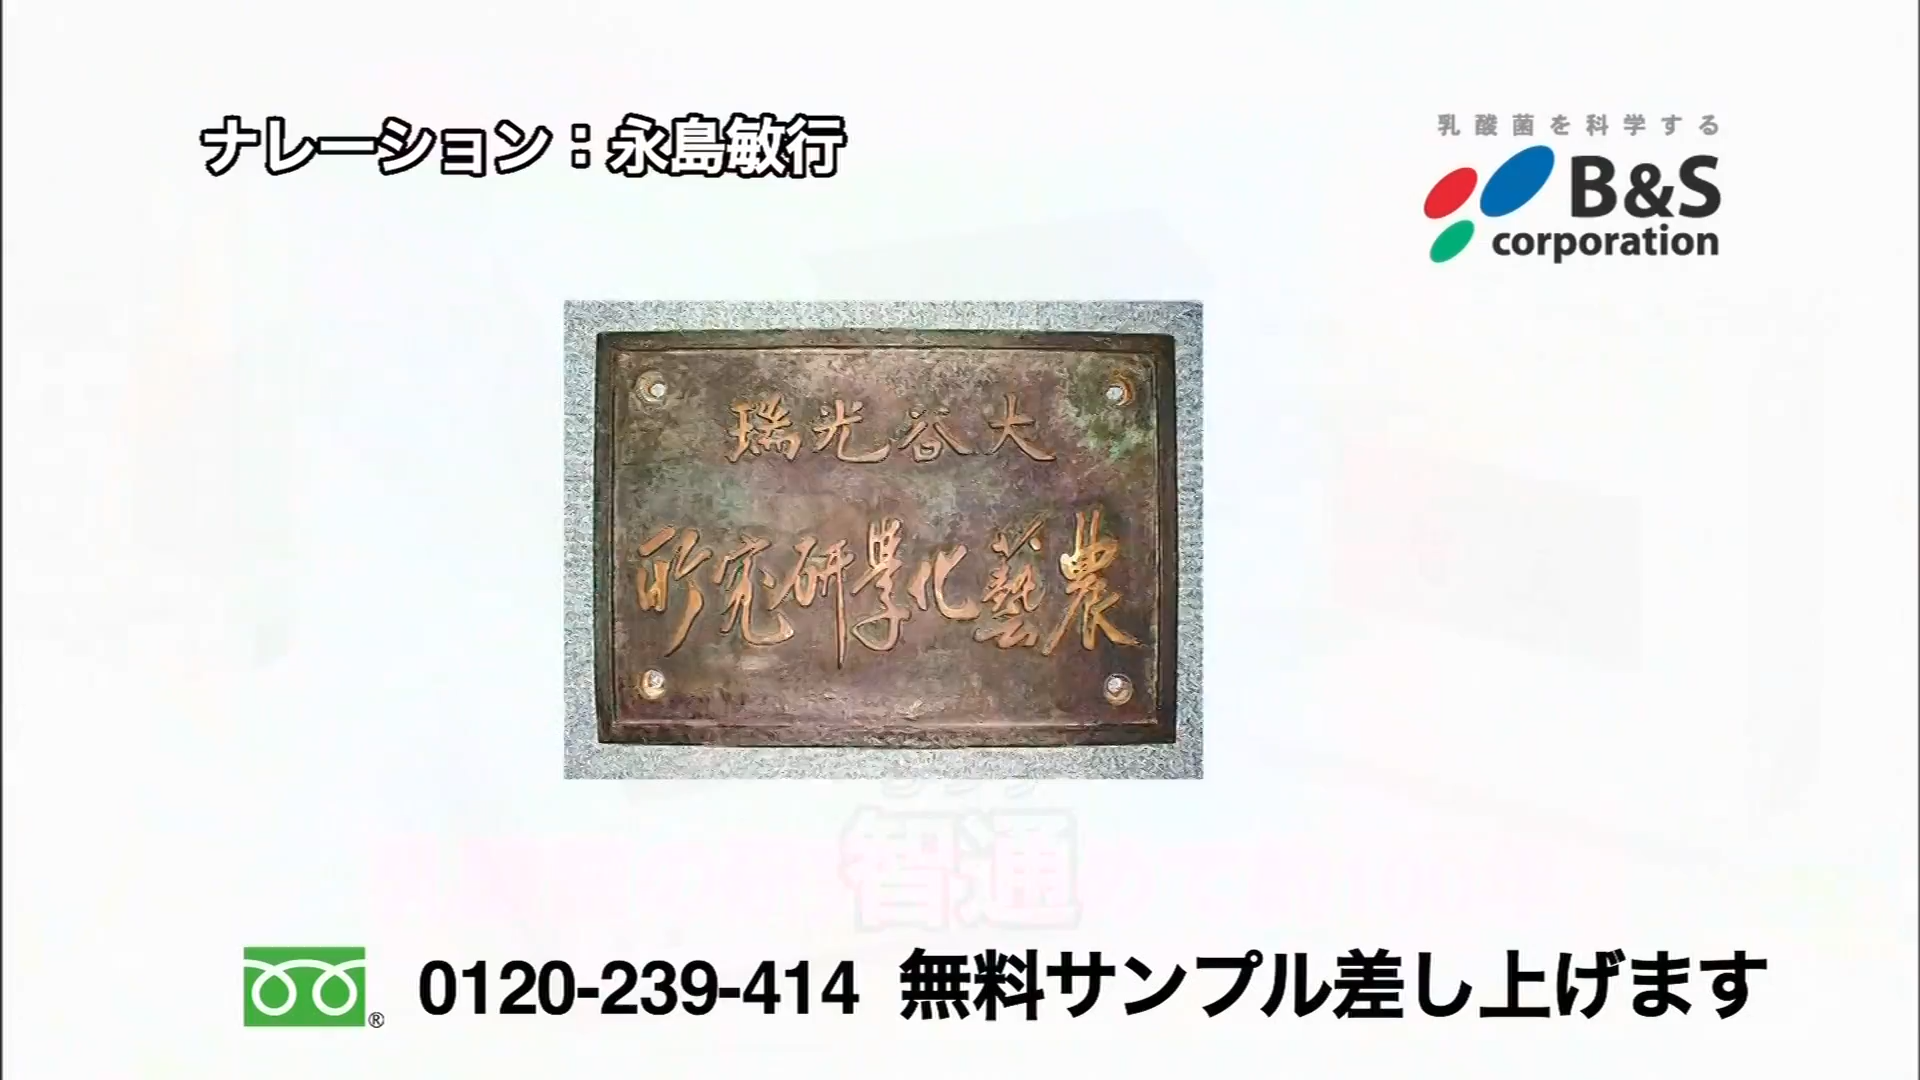 ナレーション：永島敏行
乳酸菌を科学する
B&S
corporation
大谷光瑞
農藝化學研究所
智通
0120-239-414 無料サンプル差し上げます